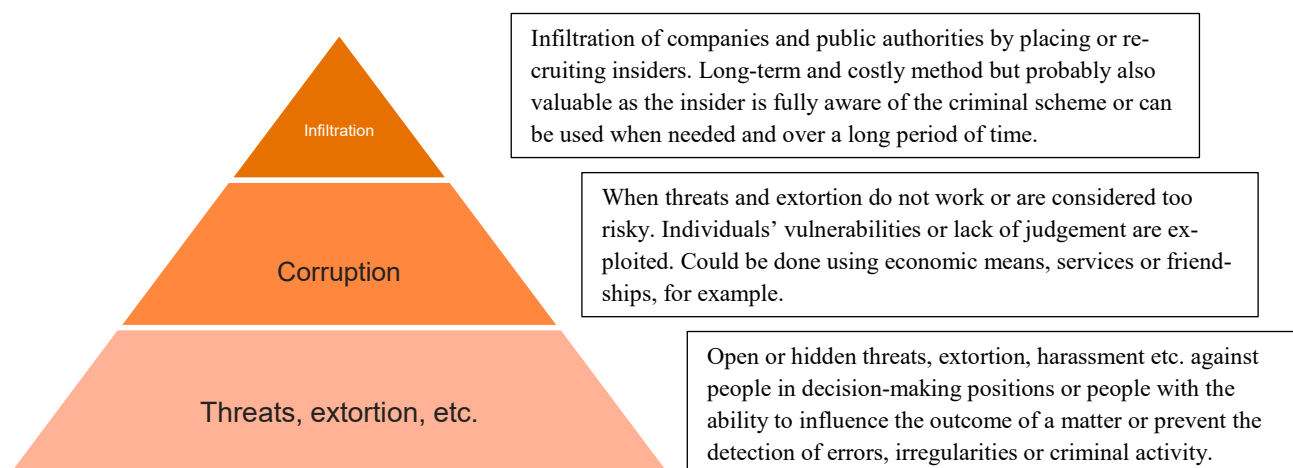 Infiltration of companies and public authorities by placing or re-
cruiting insiders. Long-term and costly method but probably also
valuable as the insider is fully aware of the criminal scheme or can
be used when needed and over a long period of time.
Infiltration
When threats and extortion do not work or are considered too
risky. Individuals’ vulnerabilities or lack of judgement are ex-
ploited. Could be done using economic means, services or friend-
ships, for example.
Corruption
Open or hidden threats, extortion, harassment etc. against
people in decision-making positions or people with the
ability to influence the outcome of a matter or prevent the
detection of errors, irregularities or criminal activity.
Threats, extortion, etc.